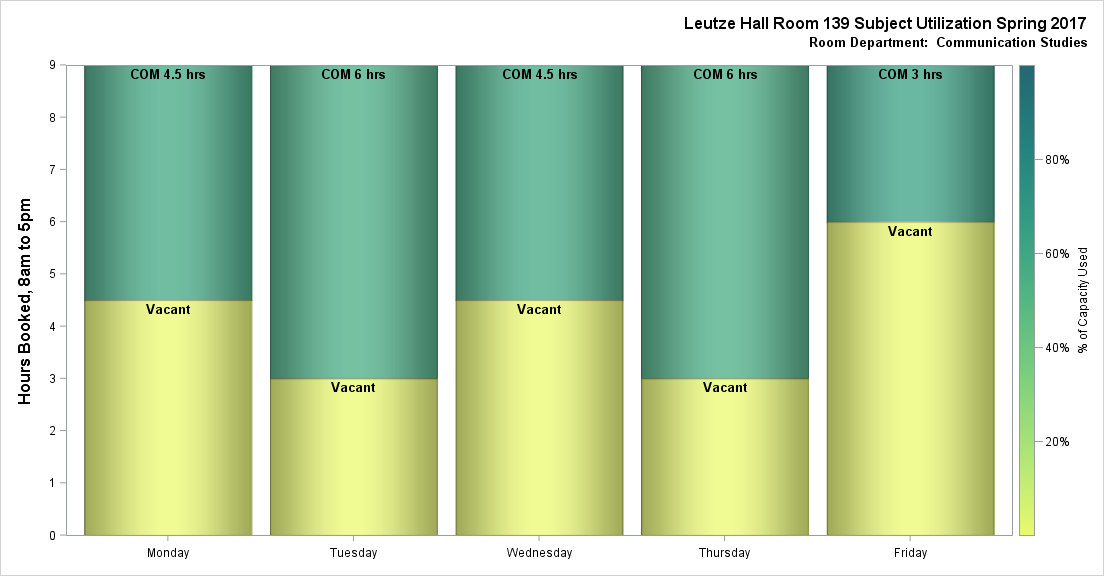 Leutze Hall Room 139 Subject Utilization Spring 2017
Room Department:  Communication Studies
Hours Booked, 8am to 5pm
9
8
7
6
5
4
3
2
1
0
COM 4.5 hrs
Vacant
Monday
COM 6 hrs
Vacant
Tuesday
COM 4.5 hrs
Vacant
Wednesday
COM 6 hrs
Vacant
Thursday
COM 3 hrs
Vacant
Friday
80%
60%
40%
20%
% of Capacity Used